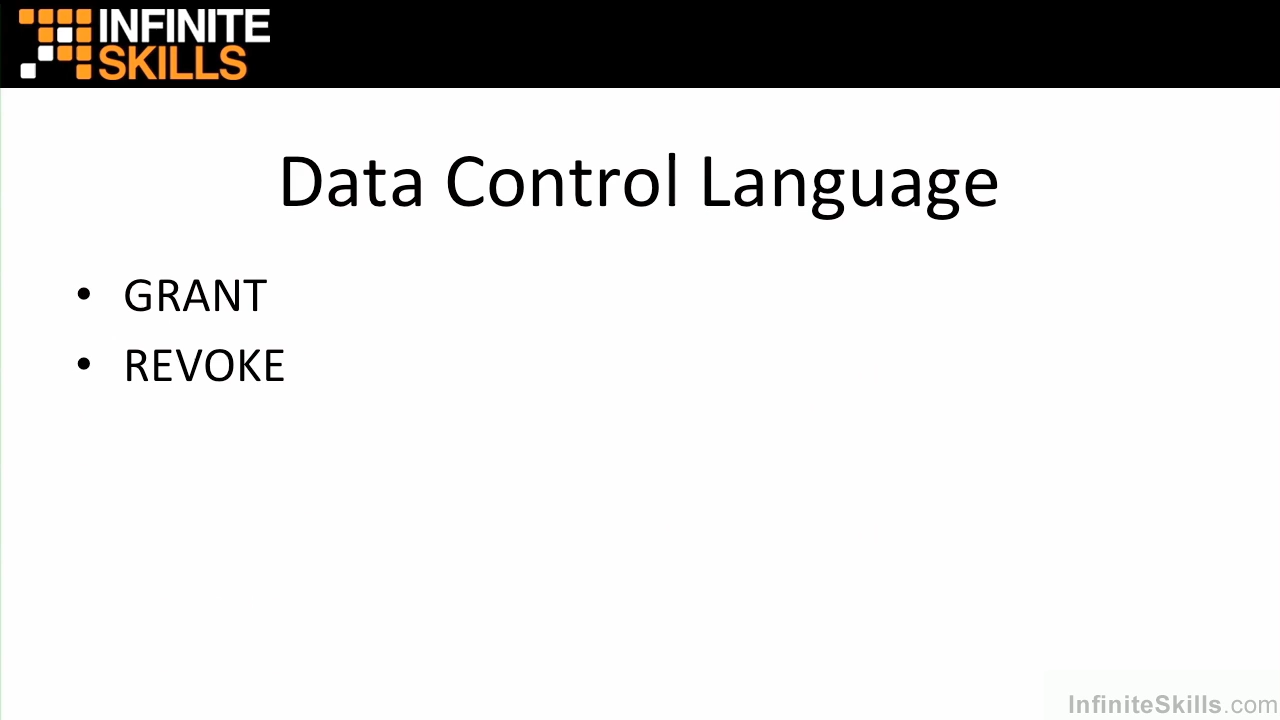 INFINITE
SKILLS
Data Control Language
• GRANT
• REVOKE
InfiniteSkills.com